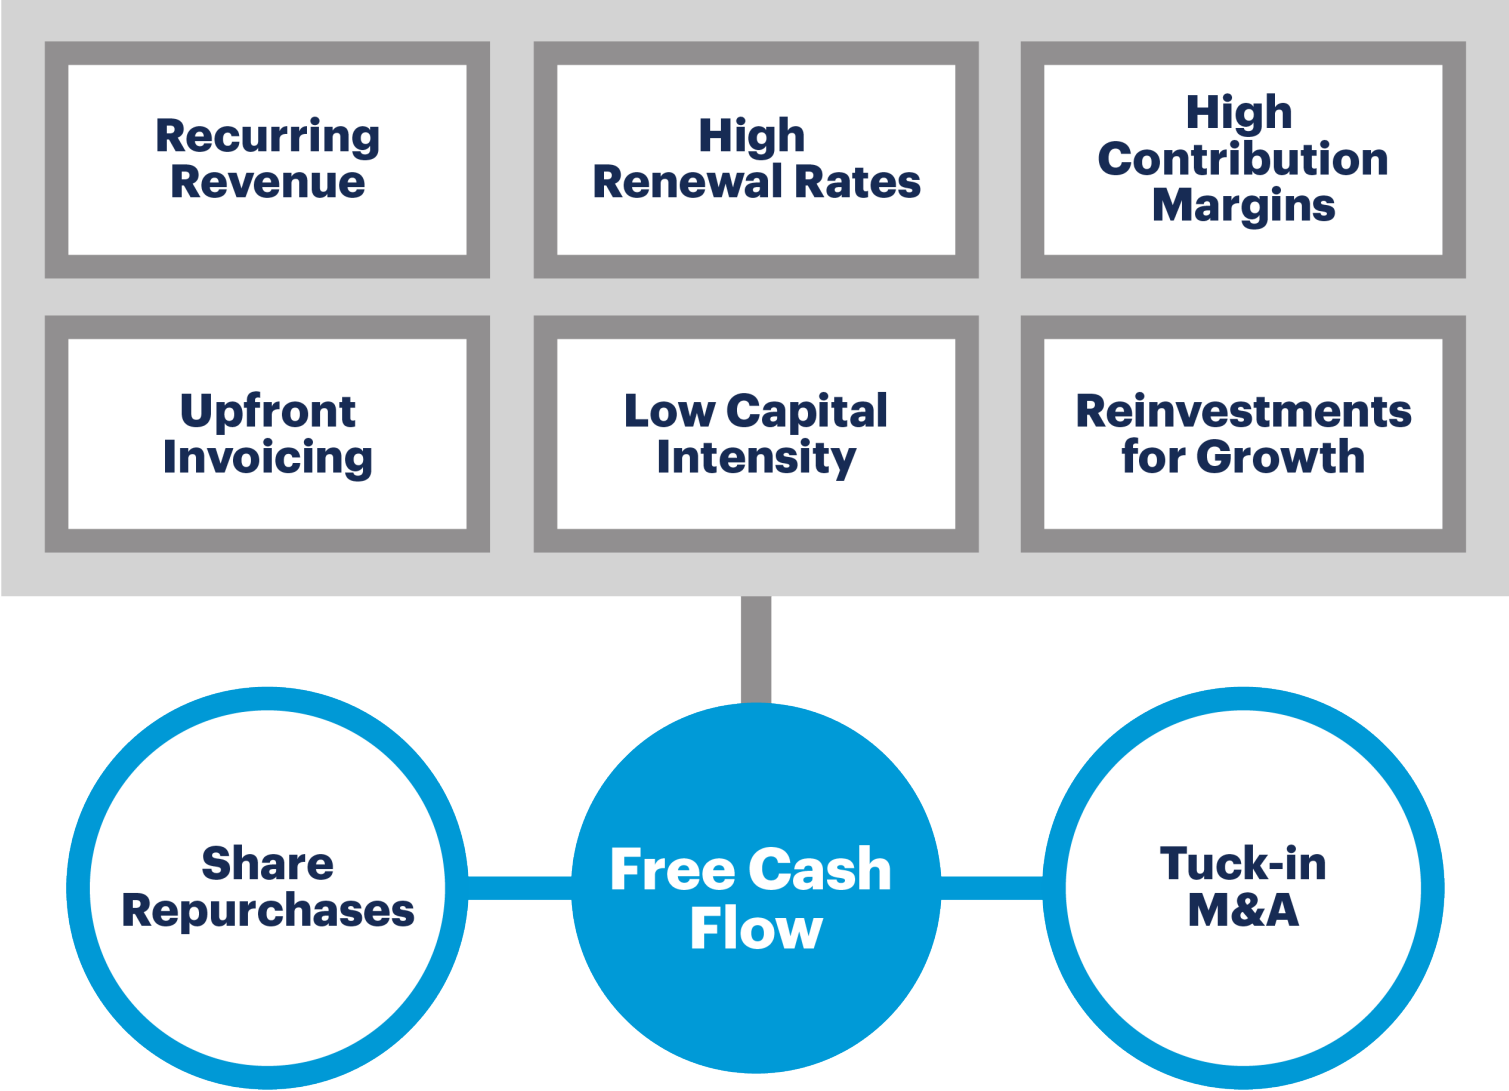 Recurring
Revenue
High
Renewal Rates
High
Contribution
Margins
Upfront
Invoicing
Low Capital
Intensity
Reinvestments
for Growth
Share
Repurchases
Free Cash
Flow
Tuck-in
M&A